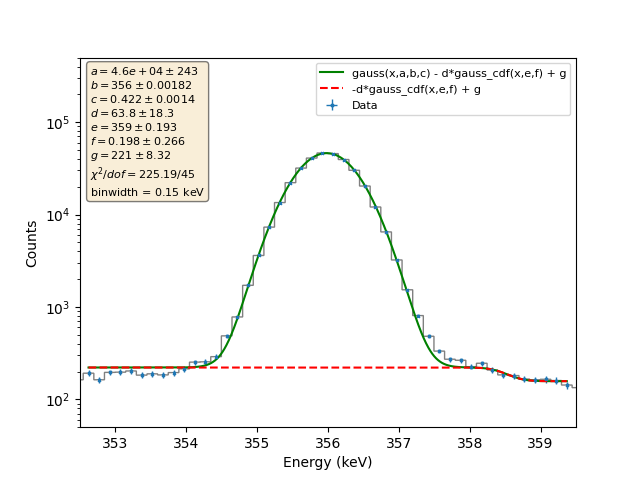 a = 4.6e + 04 ± 243
b = 356 ± 0.00182
c = 0.422 ± 0.0014
d = 63.8 ± 18.3
e = 359 ± 0.193
f = 0.198 ± 0.266
g = 221 ± 8.32
χ²/dof = 225.19/45
binwidth = 0.15 keV
gauss(x,a,b,c) - d*gauss_cdf(x,e,f) + g
-d*gauss_cdf(x,e,f) + g
Data
10⁵
10⁴
10³
10²
Counts
353 354 355 356 357 358 359
Energy (keV)